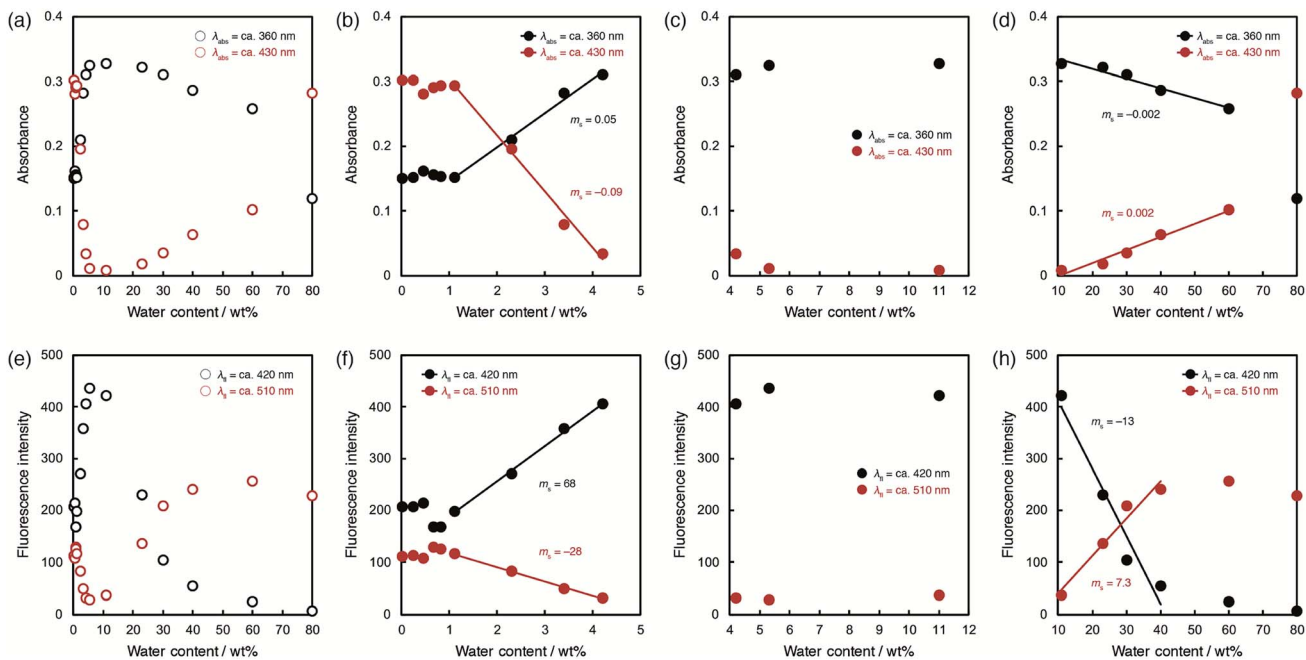 (a)
0.4
0.3
0.2
0.1
0
Absorbance
λabs = ca. 360 nm
λabs = ca. 430 nm
0 10 20 30 40 50 60 70 80
Water content / wt%
(b)
0.4
0.3
0.2
0.1
0
Absorbance
λabs = ca. 360 nm
λabs = ca. 430 nm
ms = 0.05
ms = −0.09
0 1 2 3 4 5
Water content / wt%
(c)
0.4
0.3
0.2
0.1
0
Absorbance
λabs = ca. 360 nm
λabs = ca. 430 nm
4 5 6 7 8 9 10 11 12
Water content / wt%
(d)
0.4
0.3
0.2
0.1
0
Absorbance
λabs = ca. 360 nm
λabs = ca. 430 nm
ms = −0.002
ms = 0.002
10 20 30 40 50 60 70 80
Water content / wt%
(e)
500
400
300
200
100
0
Fluorescence intensity
λfl = ca. 420 nm
λfl = ca. 510 nm
0 10 20 30 40 50 60 70 80
Water content / wt%
(f)
500
400
300
200
100
0
Fluorescence intensity
λfl = ca. 420 nm
λfl = ca. 510 nm
ms = 68
ms = −28
0 1 2 3 4 5
Water content / wt%
(g)
500
400
300
200
100
0
Fluorescence intensity
λfl = ca. 420 nm
λfl = ca. 510 nm
4 5 6 7 8 9 10 11 12
Water content / wt%
(h)
500
400
300
200
100
0
Fluorescence intensity
λfl = ca. 420 nm
λfl = ca. 510 nm
ms = −13
ms = 7.3
10 20 30 40 50 60 70 80
Water content / wt%